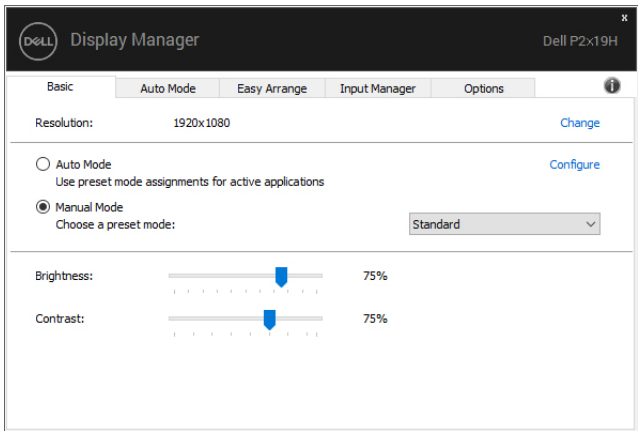 x
DELL Display Manager Dell P2x19H
Basic Auto Mode Easy Arrange Input Manager Options i
Resolution: 1920x1080 Change
Auto Mode Configure
Use preset mode assignments for active applications
Manual Mode
Choose a preset mode: Standard
Brightness: 75%
Contrast: 75%